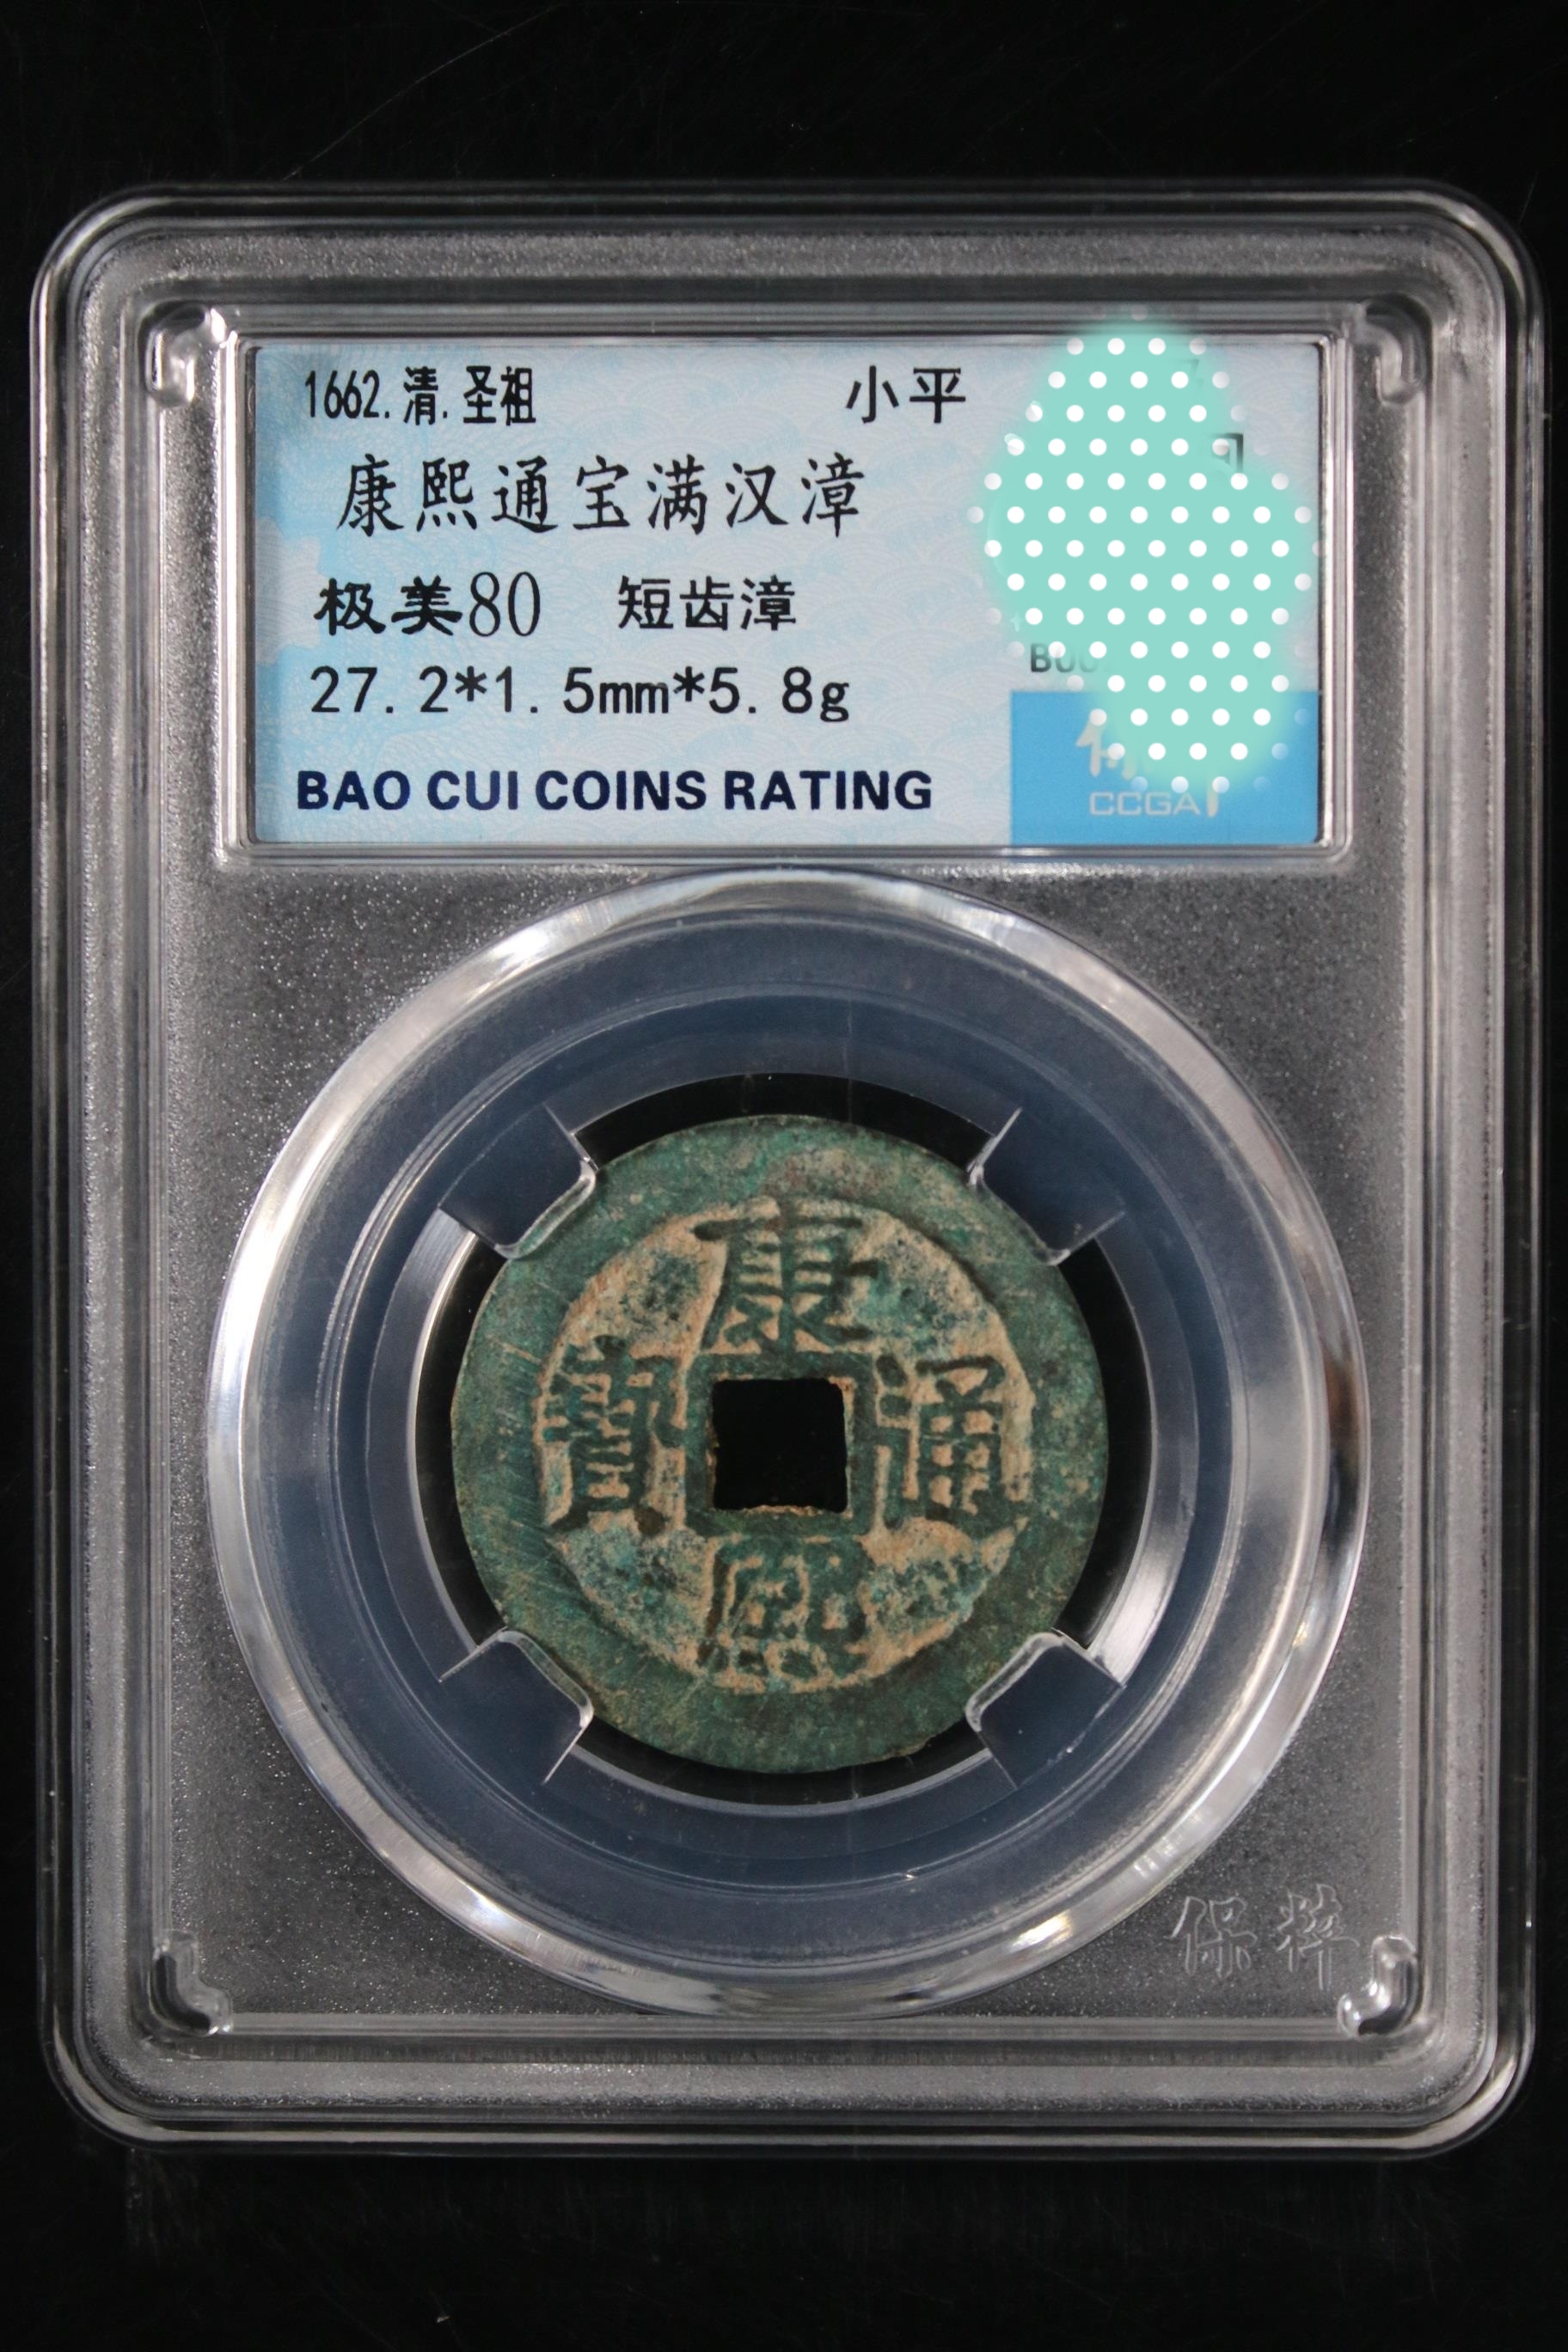 1662.清.圣祖 小平
康熙通宝满汉漳
极美80 短齿漳
27.2*1.5mm*5.8g
BAO CUI COINS RATING
CCGA
康
寶 通
熙
保粹